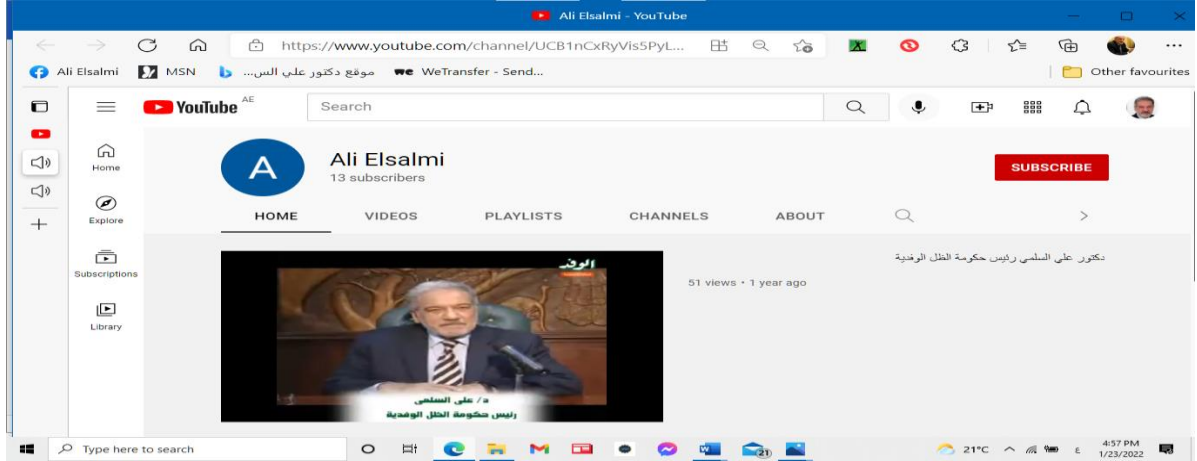 Ali Elsalmi - YouTube
https://www.youtube.com/channel/UCB1nCxRyVis5PyL...
Ali Elsalmi MSN موقع دكتور علي الس... WeTransfer - Send... Other favourites
YouTube AE Search
Home
Explore
Subscriptions
Library
A
Ali Elsalmi
13 subscribers
SUBSCRIBE
HOME VIDEOS PLAYLISTS CHANNELS ABOUT
الوفد
د/ على السلمى
رئيس حكومة الظل الوفدية
51 views • 1 year ago
دكتور علي السلمي رئيس حكومة الظل الوفدية
Type here to search 21 21°C ع 4:57 PM
1/23/2022